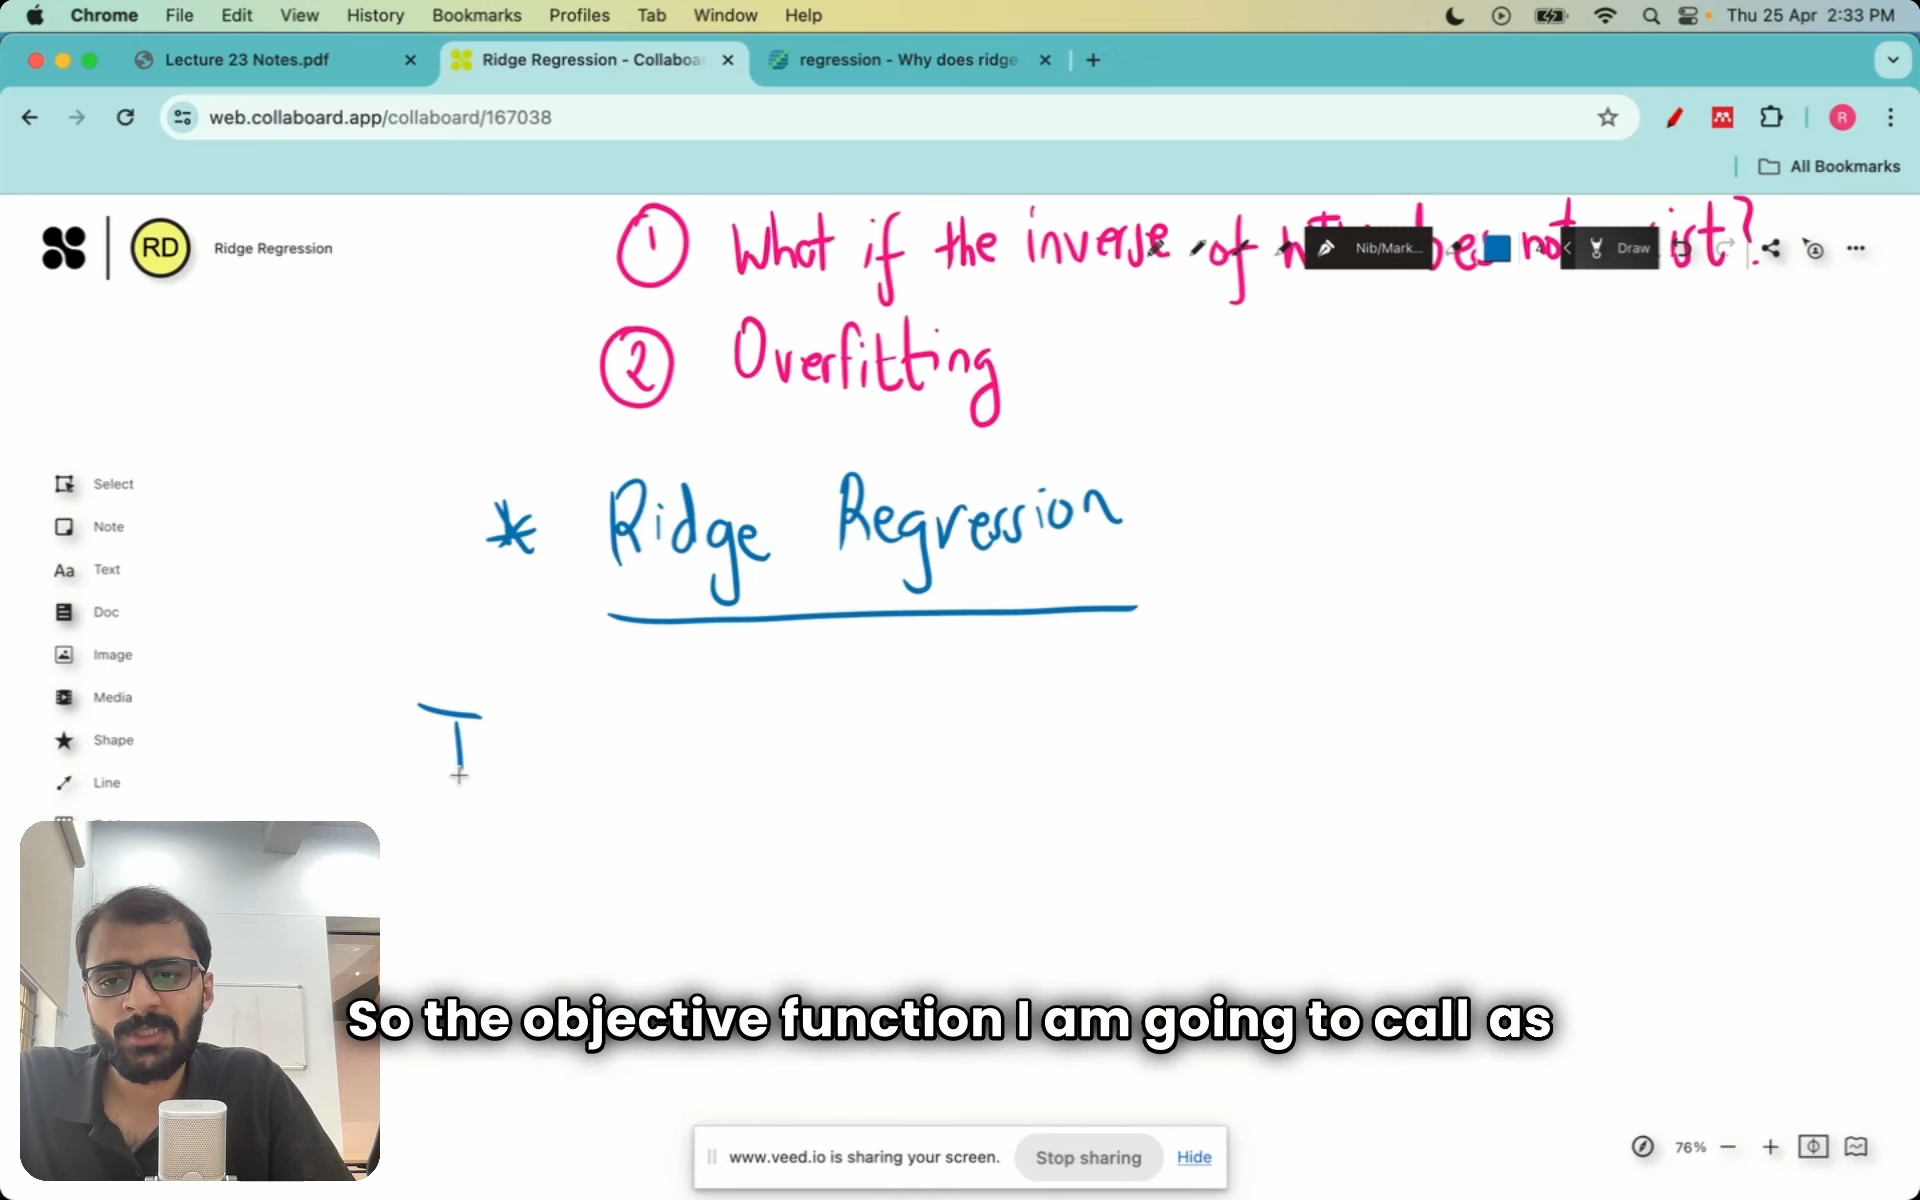 Chrome File Edit View History Bookmarks Profiles Tab Window Help Thu 25 Apr 2:33 PM
Lecture 23 Notes.pdf Ridge Regression - Collaboa regression - Why does ridge
web.collaboard.app/collaboard/167038 R
All Bookmarks
RD Ridge Regression
① What if the inverse of not ist?
Nib/Mark... Draw
② Overfitting
* Ridge Regression
Select
Note
Aa Text
Doc
Image
Media
Shape
Line
T
So the objective function I am going to call as
www.veed.io is sharing your screen. Stop sharing Hide
76%